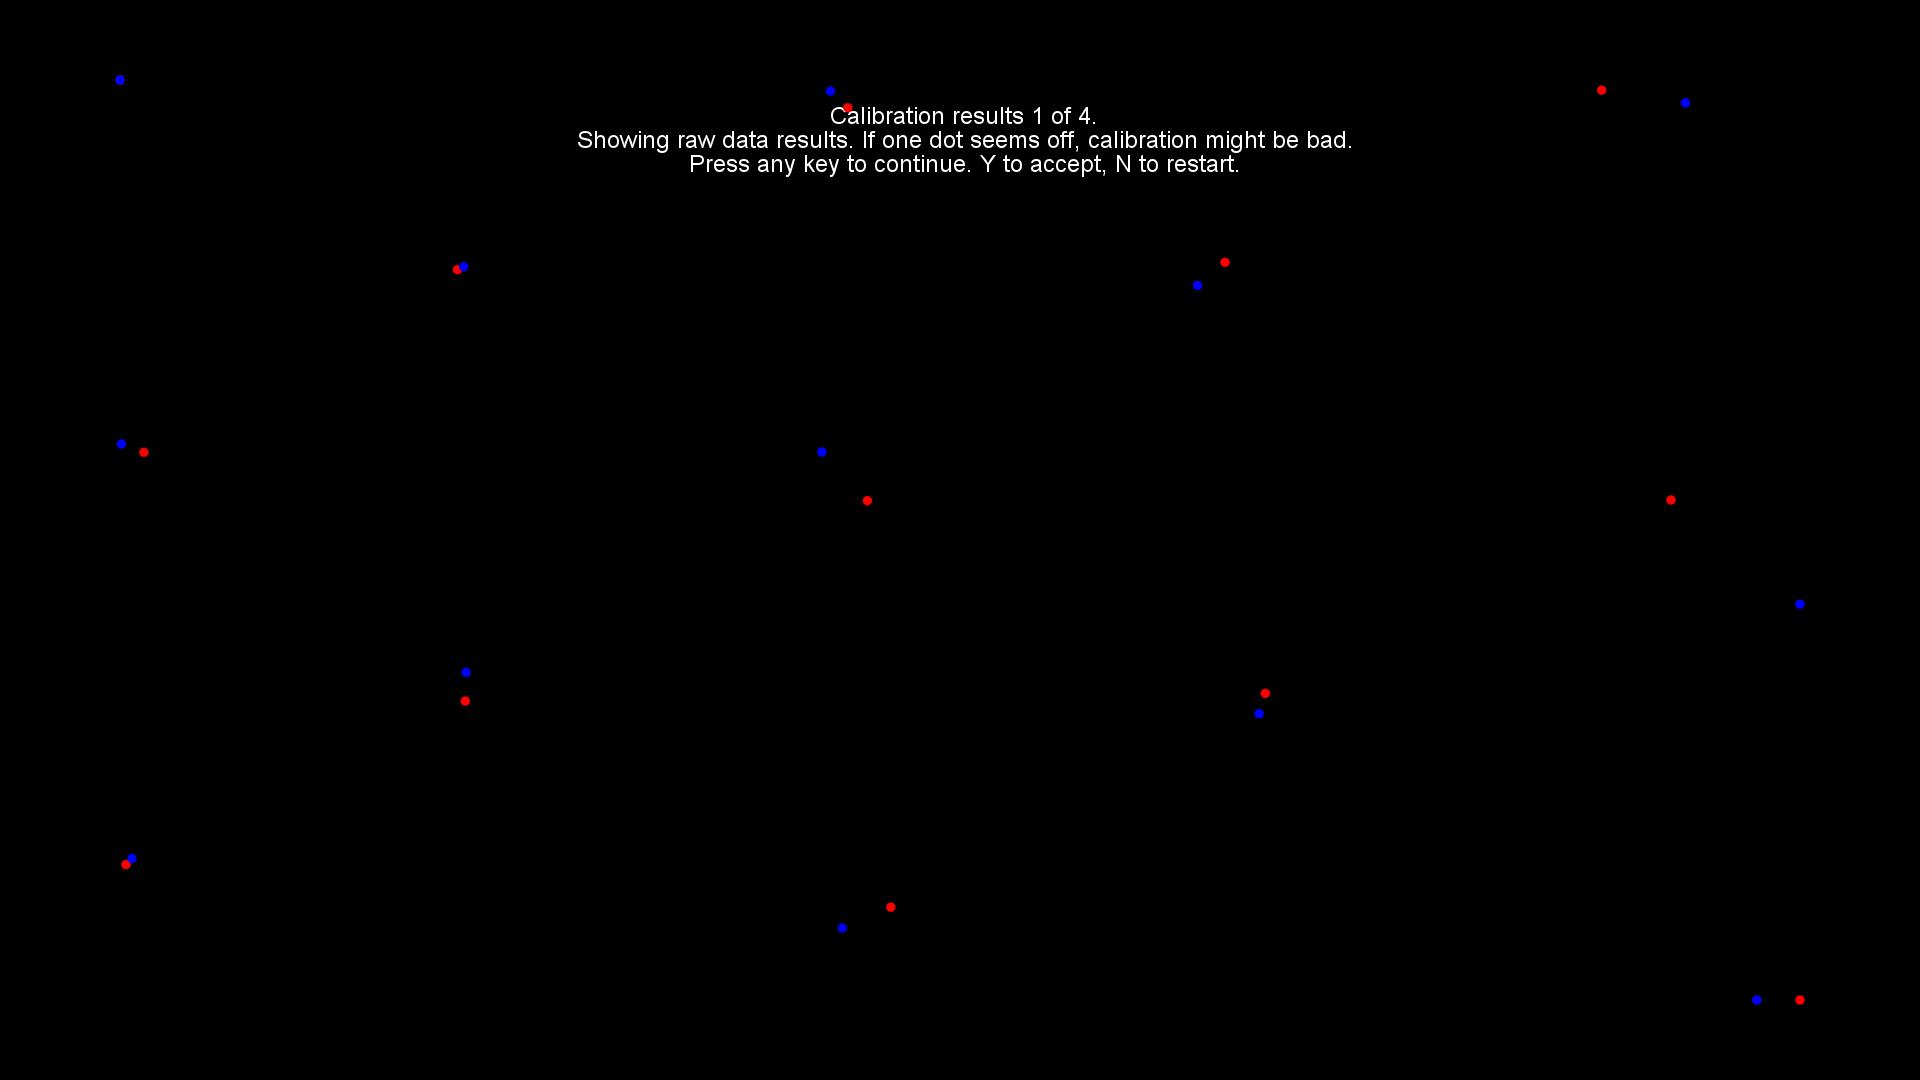 Calibration results 1 of 4.
Showing raw data results. If one dot seems off, calibration might be bad.
Press any key to continue. Y to accept, N to restart.